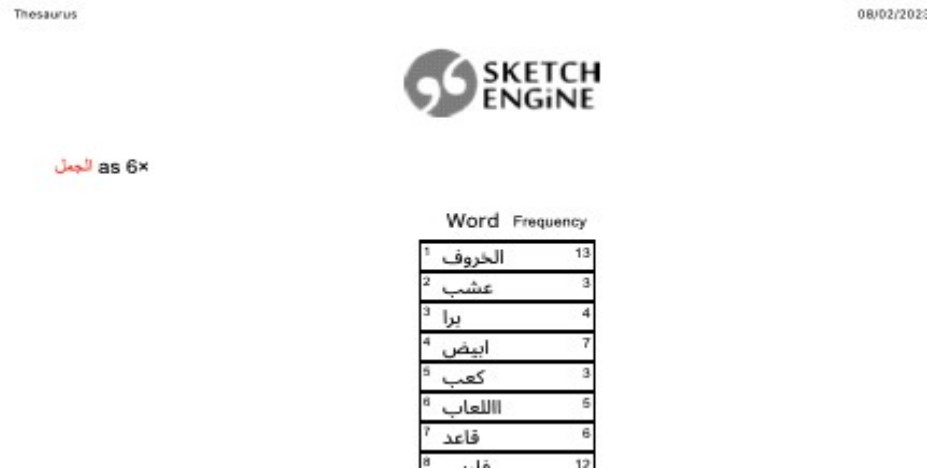 Thesaurus 08/02/2023
SKETCH
ENGiNE
الجمل as 6×
Word Frequency
1 الخروف 13
2 عشب 3
3 برا 4
4 ابيض 7
5 كعب 3
6 االلعاب 5
7 قاعد 6
8 12